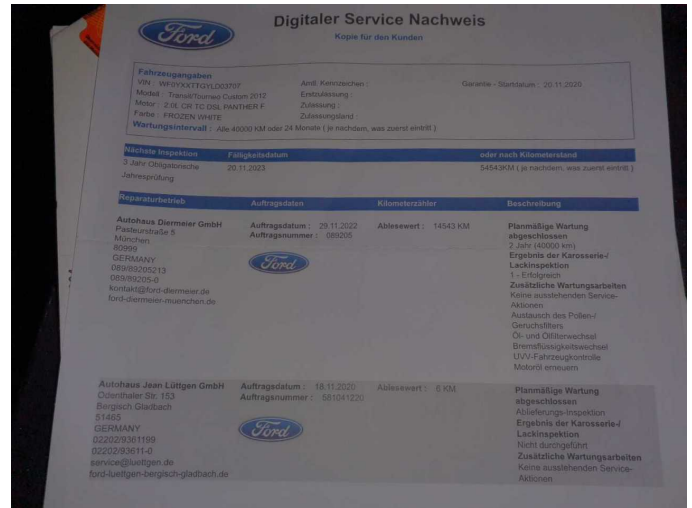 Ford
Digitaler Service Nachweis
Kopie für den Kunden
Fahrzeugangaben
VIN : WF0YXXTTGYLD03707
Amtl. Kennzeichen :
Garantie - Startdatum : 20.11.2020
Modell : Transit/Tourneo Custom 2012
Erstzulassung :
Motor : 2.0L CR TC DSL PANTHER F
Zulassung :
Farbe : FROZEN WHITE
Zulassungsland :
Wartungsintervall : Alle 40000 KM oder 24 Monate ( je nachdem, was zuerst eintritt )
Nächste Inspektion
Fälligkeitsdatum
oder nach Kilometerstand
3 Jahr Obligatorische
Jahresprüfung
20.11.2023
54543KM ( je nachdem, was zuerst eintritt )
Reparaturbetrieb
Auftragsdaten
Kilometerzähler
Beschreibung
Autohaus Diermeier GmbH
Pasteurstraße 5
München
80999
GERMANY
089/89205213
089/89205-0
kontakt@ford-diermeier.de
ford-diermeier-muenchen.de
Auftragsdatum : 29.11.2022
Auftragsnummer : 089205
Ford
Ablesewert : 14543 KM
Planmäßige Wartung
abgeschlossen
2 Jahr (40000 km)
Ergebnis der Karosserie-/
Lackinspektion
1 - Erfolgreich
Zusätzliche Wartungsarbeiten
Keine ausstehenden Service-
Aktionen
Austausch des Pollen-/
Geruchsfilters
Öl- und Ölfilterwechsel
Bremsflüssigkeitswechsel
UVV-Fahrzeugkontrolle
Motoröl erneuern
Autohaus Jean Lüttgen GmbH
Odenthaler Str. 153
Bergisch Gladbach
51465
GERMANY
02202/9361199
02202/93611-0
service@luettgen.de
ford-luettgen-bergisch-gladbach.de
Auftragsdatum : 18.11.2020
Auftragsnummer : 581041220
Ford
Ablesewert : 6 KM
Planmäßige Wartung
abgeschlossen
Ablieferungs-Inspektion
Ergebnis der Karosserie-/
Lackinspektion
Nicht durchgeführt
Zusätzliche Wartungsarbeiten
Keine ausstehenden Service-
Aktionen